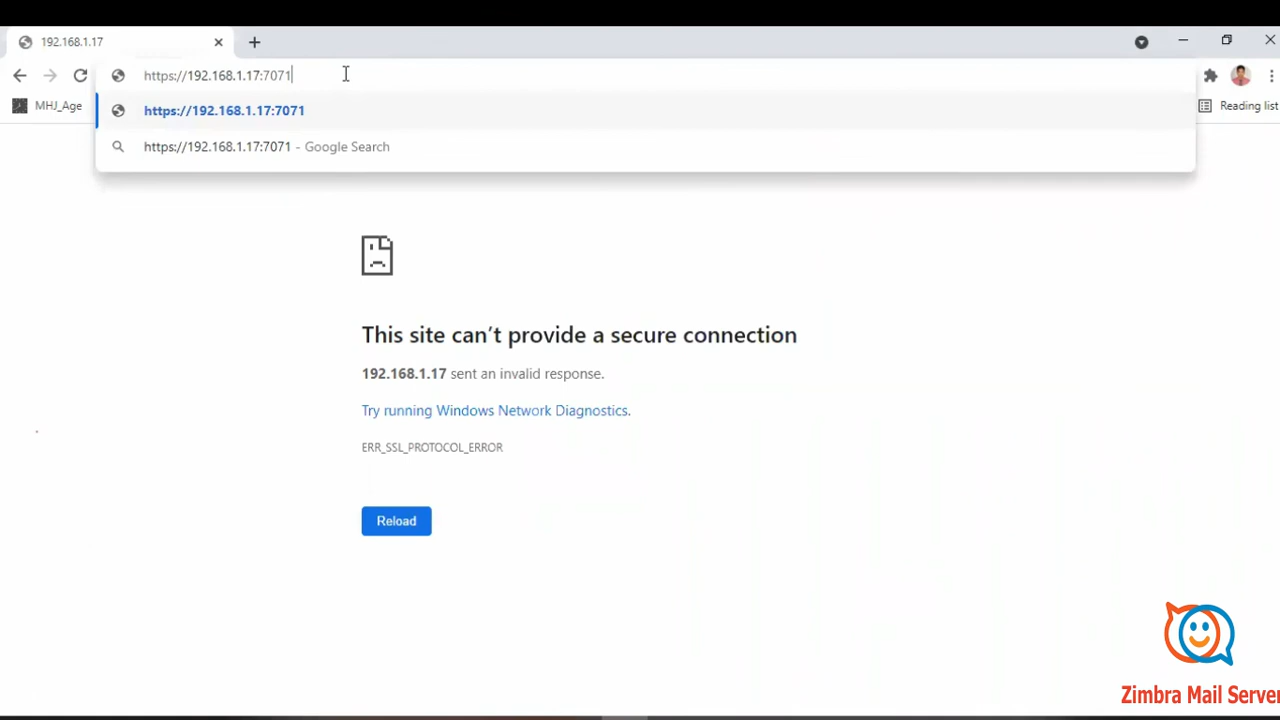 192.168.1.17
https://192.168.1.17:7071
MHJ_Age
https://192.168.1.17:7071
Reading list
https://192.168.1.17:7071 - Google Search
This site can't provide a secure connection
192.168.1.17 sent an invalid response.
Try running Windows Network Diagnostics.
ERR_SSL_PROTOCOL_ERROR
Reload
Zimbra Mail Server